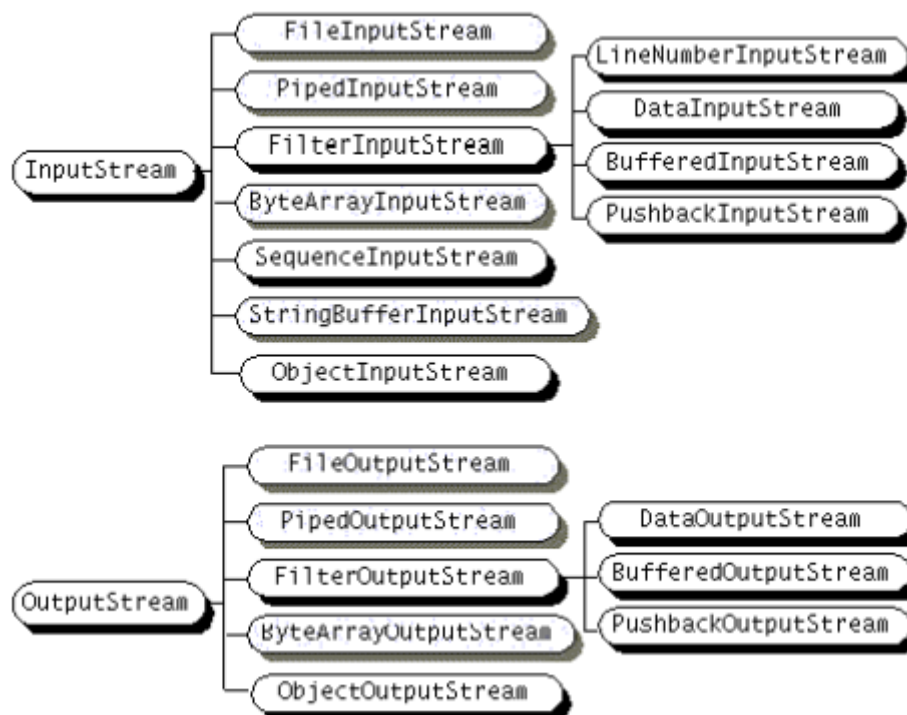 FileInputStream
LineNumberInputStream
PipedInputStream
DataInputStream
FilterInputStream
InputStream
BufferedInputStream
ByteArrayInputStream
PushbackInputStream
SequenceInputStream
StringBufferInputStream
ObjectInputStream
FileOutputStream
PipedOutputStream
DataOutputStream
FilterOutputStream
BufferedOutputStream
OutputStream
PushbackOutputStream
ByteArrayOutputStream
ObjectOutputStream